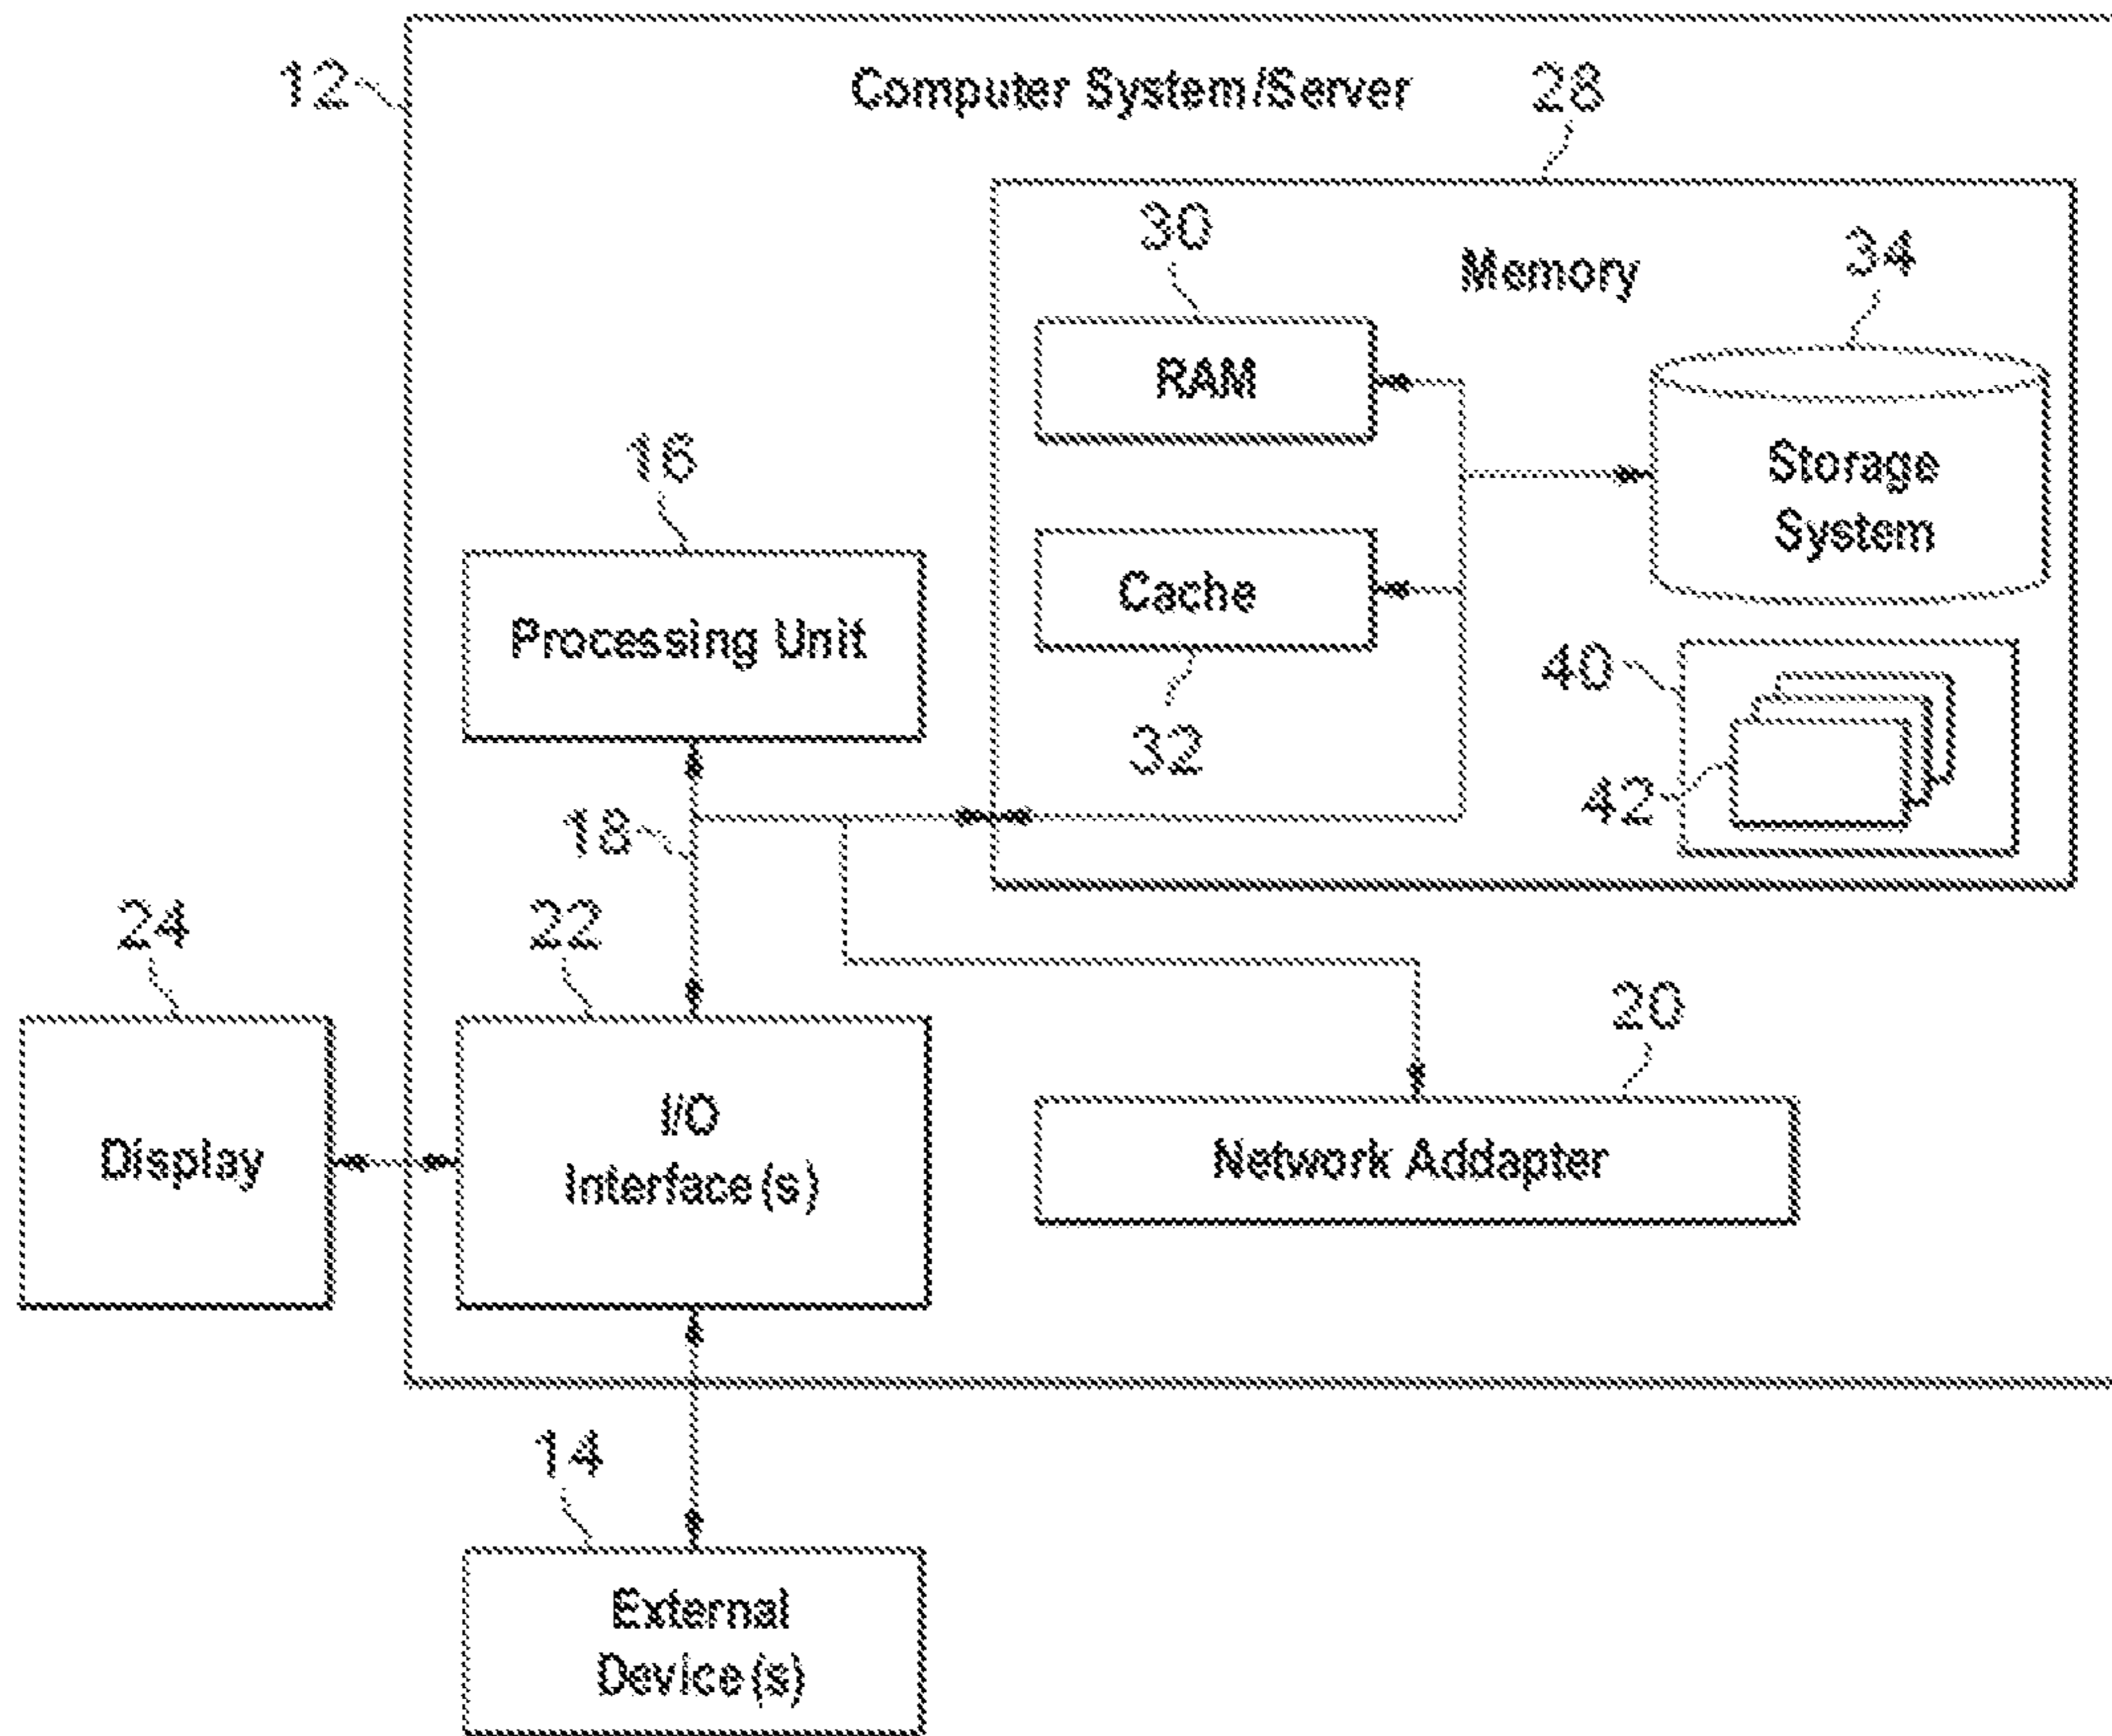 12
Computer System/Server
28
30
Memory
34
RAM
16
Storage
System
Cache
Processing Unit
40
32
42
18
24
22
20
I/O
Interface(s)
Display
Network Addapter
14
External
Device(s)